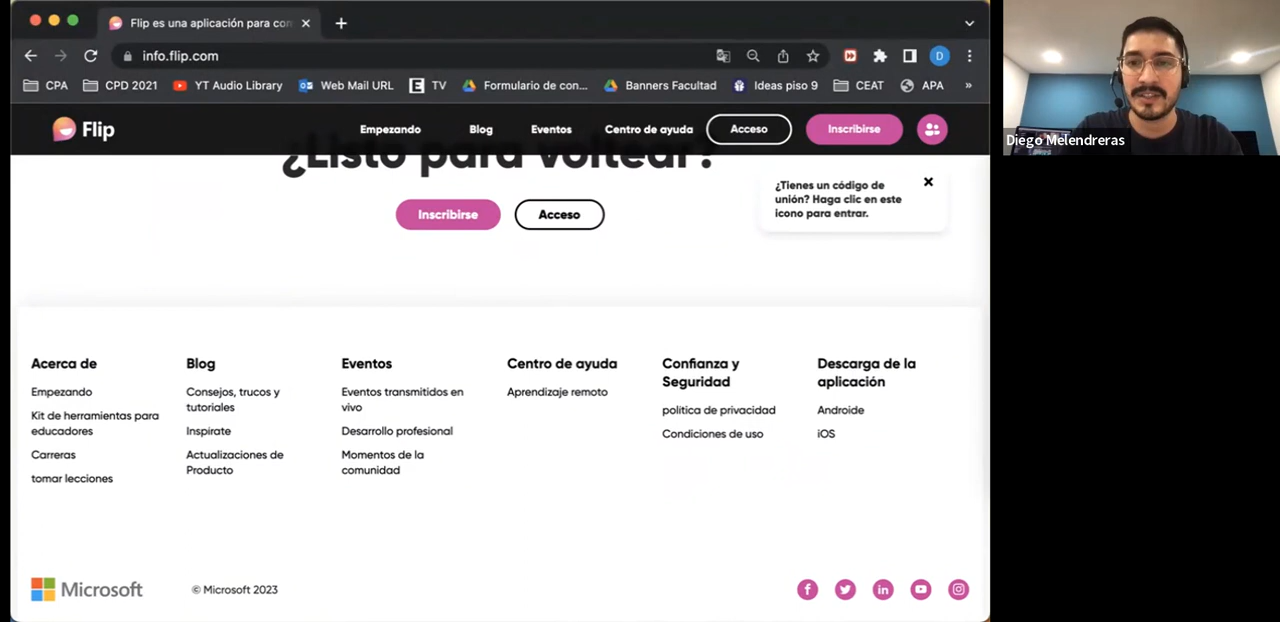 Flip es una aplicación para con
info.flip.com
CPA
CPD 2021
YT Audio Library
Web Mail URL
TV
Formulario de con...
Banners Facultad
Ideas piso 9
CEAT
APA
»
Flip
Empezando
Blog
Eventos
Centro de ayuda
Acceso
Inscribirse
¿Listo para voltear?
Inscribirse
Acceso
¿Tienes un código de
unión? Haga clic en este
icono para entrar.
Acerca de
Empezando
Kit de herramientas para
educadores
Carreras
tomar lecciones
Blog
Consejos, trucos y
tutoriales
Inspirate
Actualizaciones de
Producto
Eventos
Eventos transmitidos en
vivo
Desarrollo profesional
Momentos de la
comunidad
Centro de ayuda
Aprendizaje remoto
Confianza y
Seguridad
política de privacidad
Condiciones de uso
Descarga de la
aplicación
Androide
iOS
Microsoft
© Microsoft 2023
Diego Melendreras